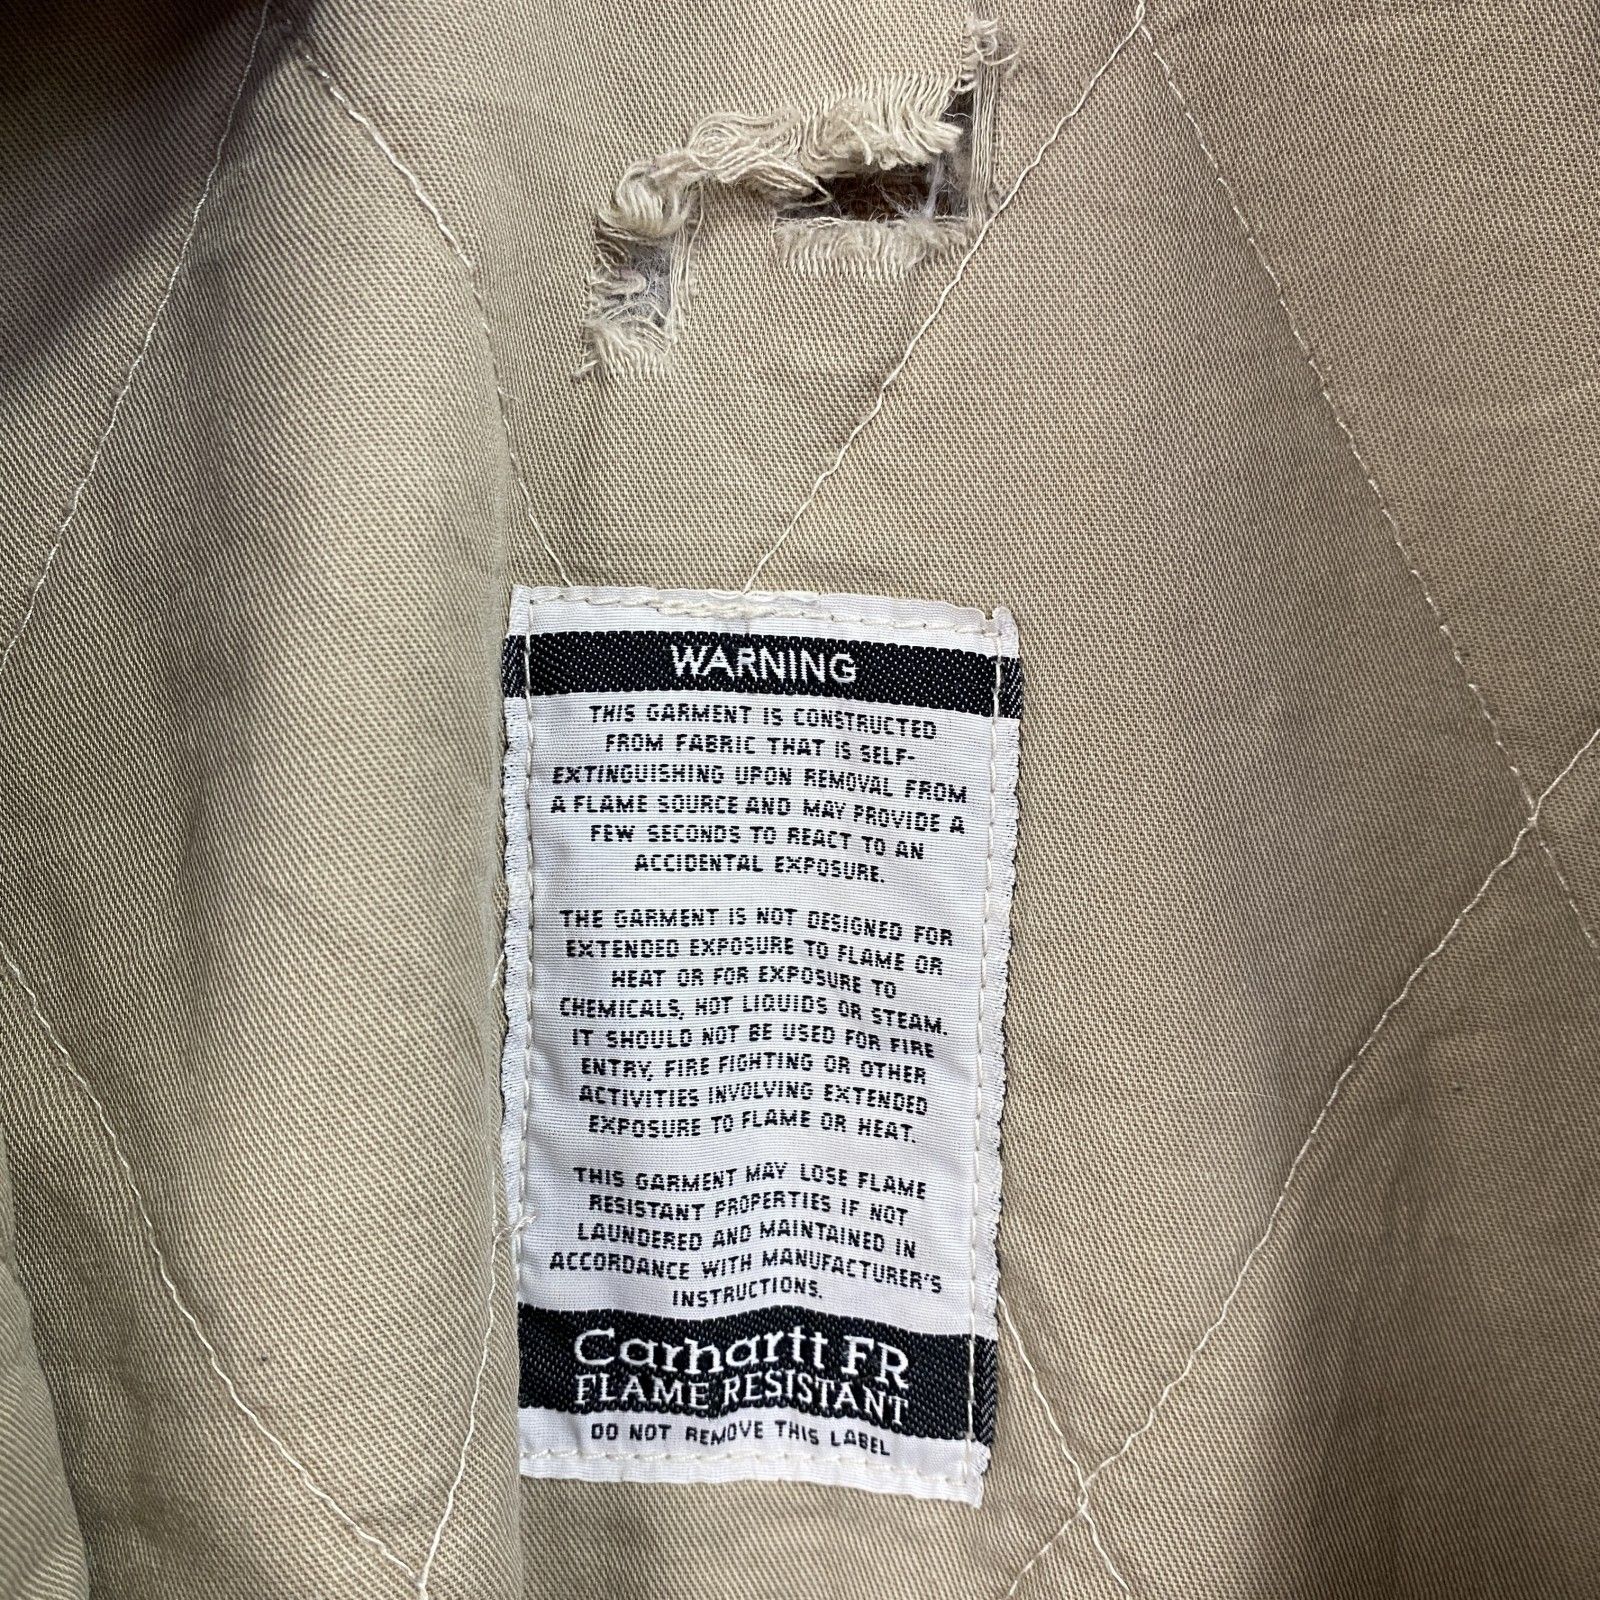 WARNING
THIS GARMENT IS CONSTRUCTED
FROM FABRIC THAT IS SELF-
EXTINGUISHING UPON REMOVAL FROM
A FLAME SOURCE AND MAY PROVIDE A
FEW SECONDS TO REACT TO AN
ACCIDENTAL EXPOSURE.
THE GARMENT IS NOT DESIGNED FOR
EXTENDED EXPOSURE TO FLAME OR
HEAT OR FOR EXPOSURE TO
CHEMICALS, HOT LIQUIDS OR STEAM.
IT SHOULD NOT BE USED FOR FIRE
ENTRY, FIRE FIGHTING OR OTHER
ACTIVITIES INVOLVING EXTENDED
EXPOSURE TO FLAME OR HEAT.
THIS GARMENT MAY LOSE FLAME
RESISTANT PROPERTIES IF NOT
LAUNDERED AND MAINTAINED IN
ACCORDANCE WITH MANUFACTURER'S
INSTRUCTIONS.
Carhartt FR
FLAME RESISTANT
DO NOT REMOVE THIS LABEL